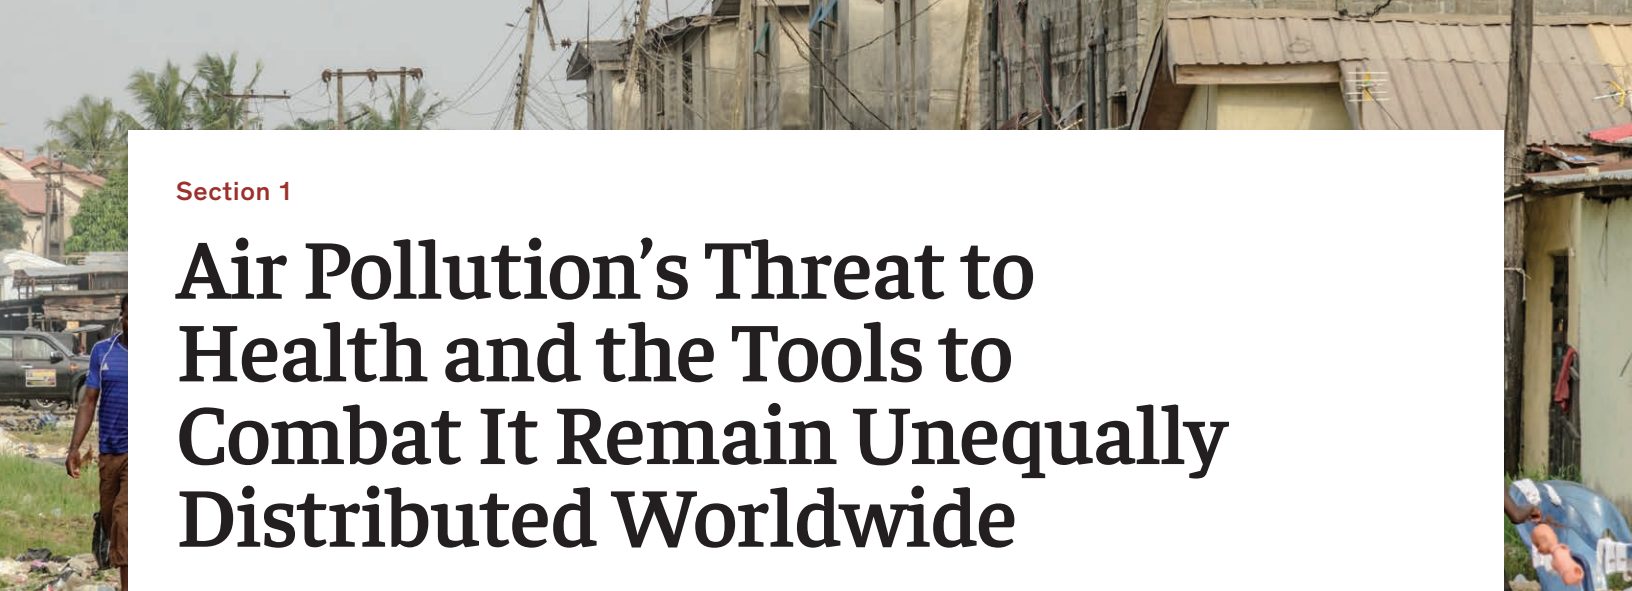 Section 1
Air Pollution’s Threat to
Health and the Tools to
Combat It Remain Unequally
Distributed Worldwide